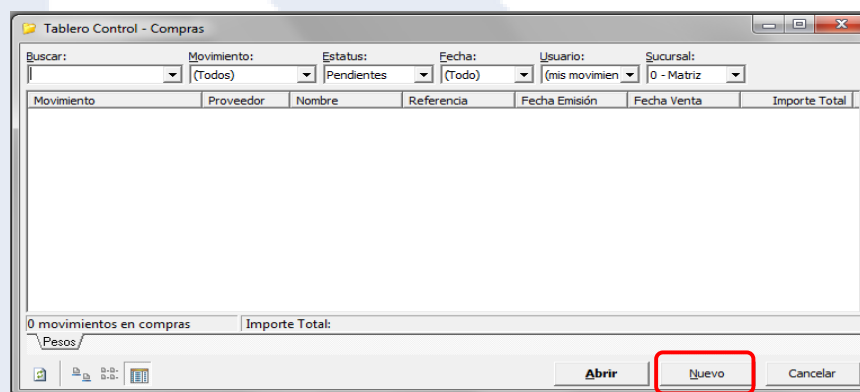 Tablero Control - Compras
Buscar: Movimiento: Estatus: Fecha: Usuario: Sucursal:
(Todos) Pendientes (Todo) (mis movimien 0 - Matriz
Movimiento Proveedor Nombre Referencia Fecha Emisión Fecha Venta Importe Total
0 movimientos en compras Importe Total:
Pesos
Abrir Nuevo Cancelar